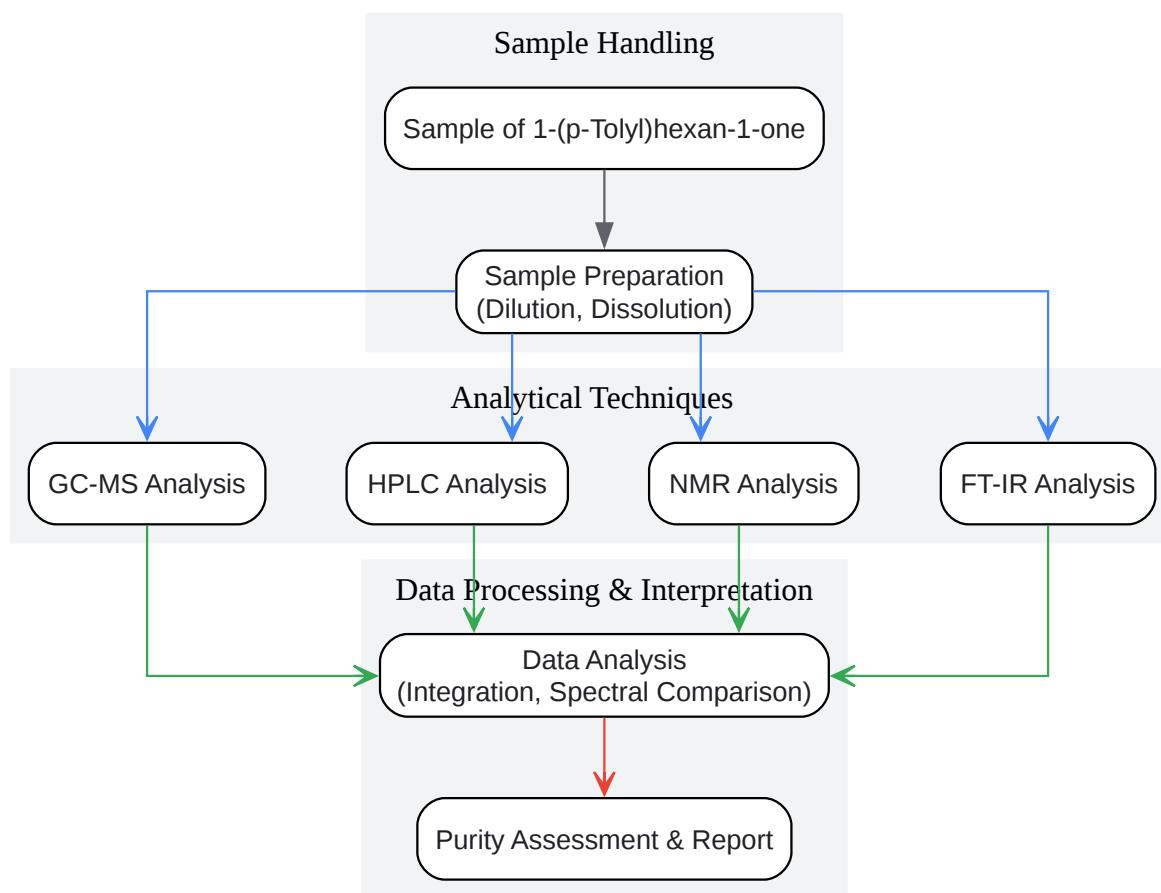 Sample Handling
Sample of 1-(p-Tolyl)hexan-1-one
Sample Preparation
(Dilution, Dissolution)
Analytical Techniques
GC-MS Analysis
HPLC Analysis
NMR Analysis
FT-IR Analysis
Data Processing & Interpretation
Data Analysis
(Integration, Spectral Comparison)
Purity Assessment & Report